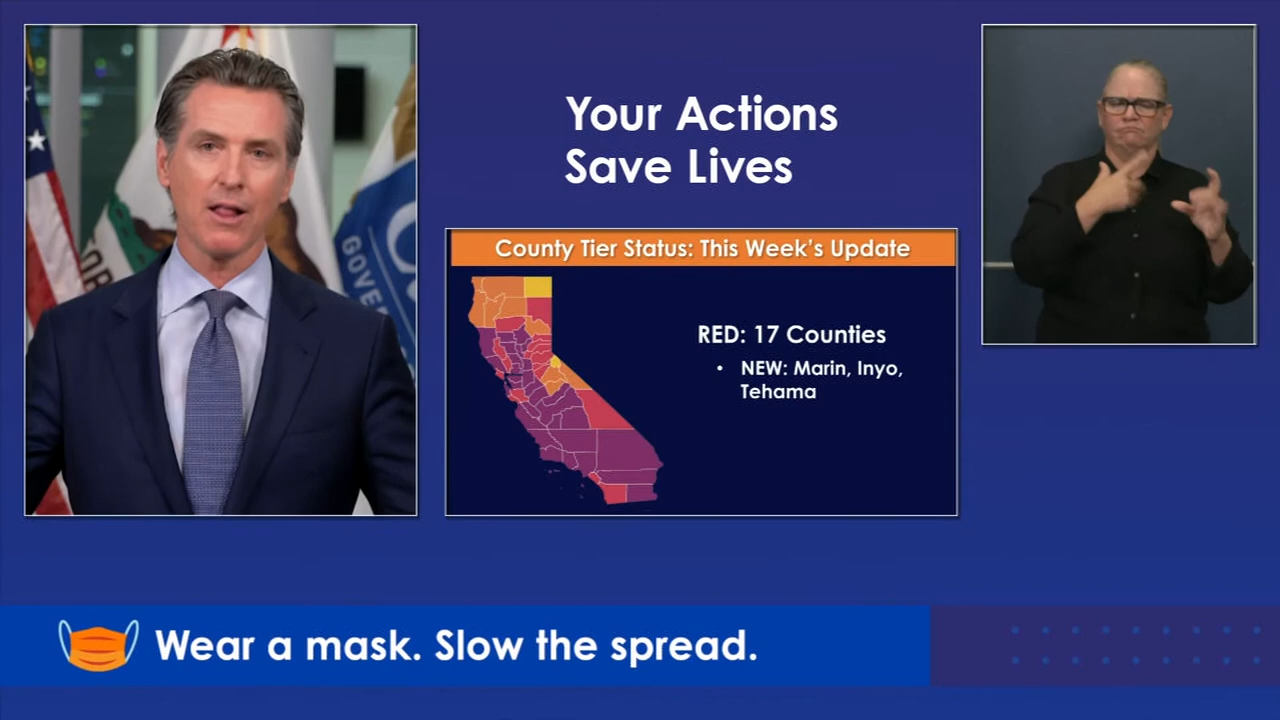 Your Actions
Save Lives
County Tier Status: This Week's Update
RED: 17 Counties
• NEW: Marin, Inyo,
Tehama
GOVE
Wear a mask. Slow the spread.